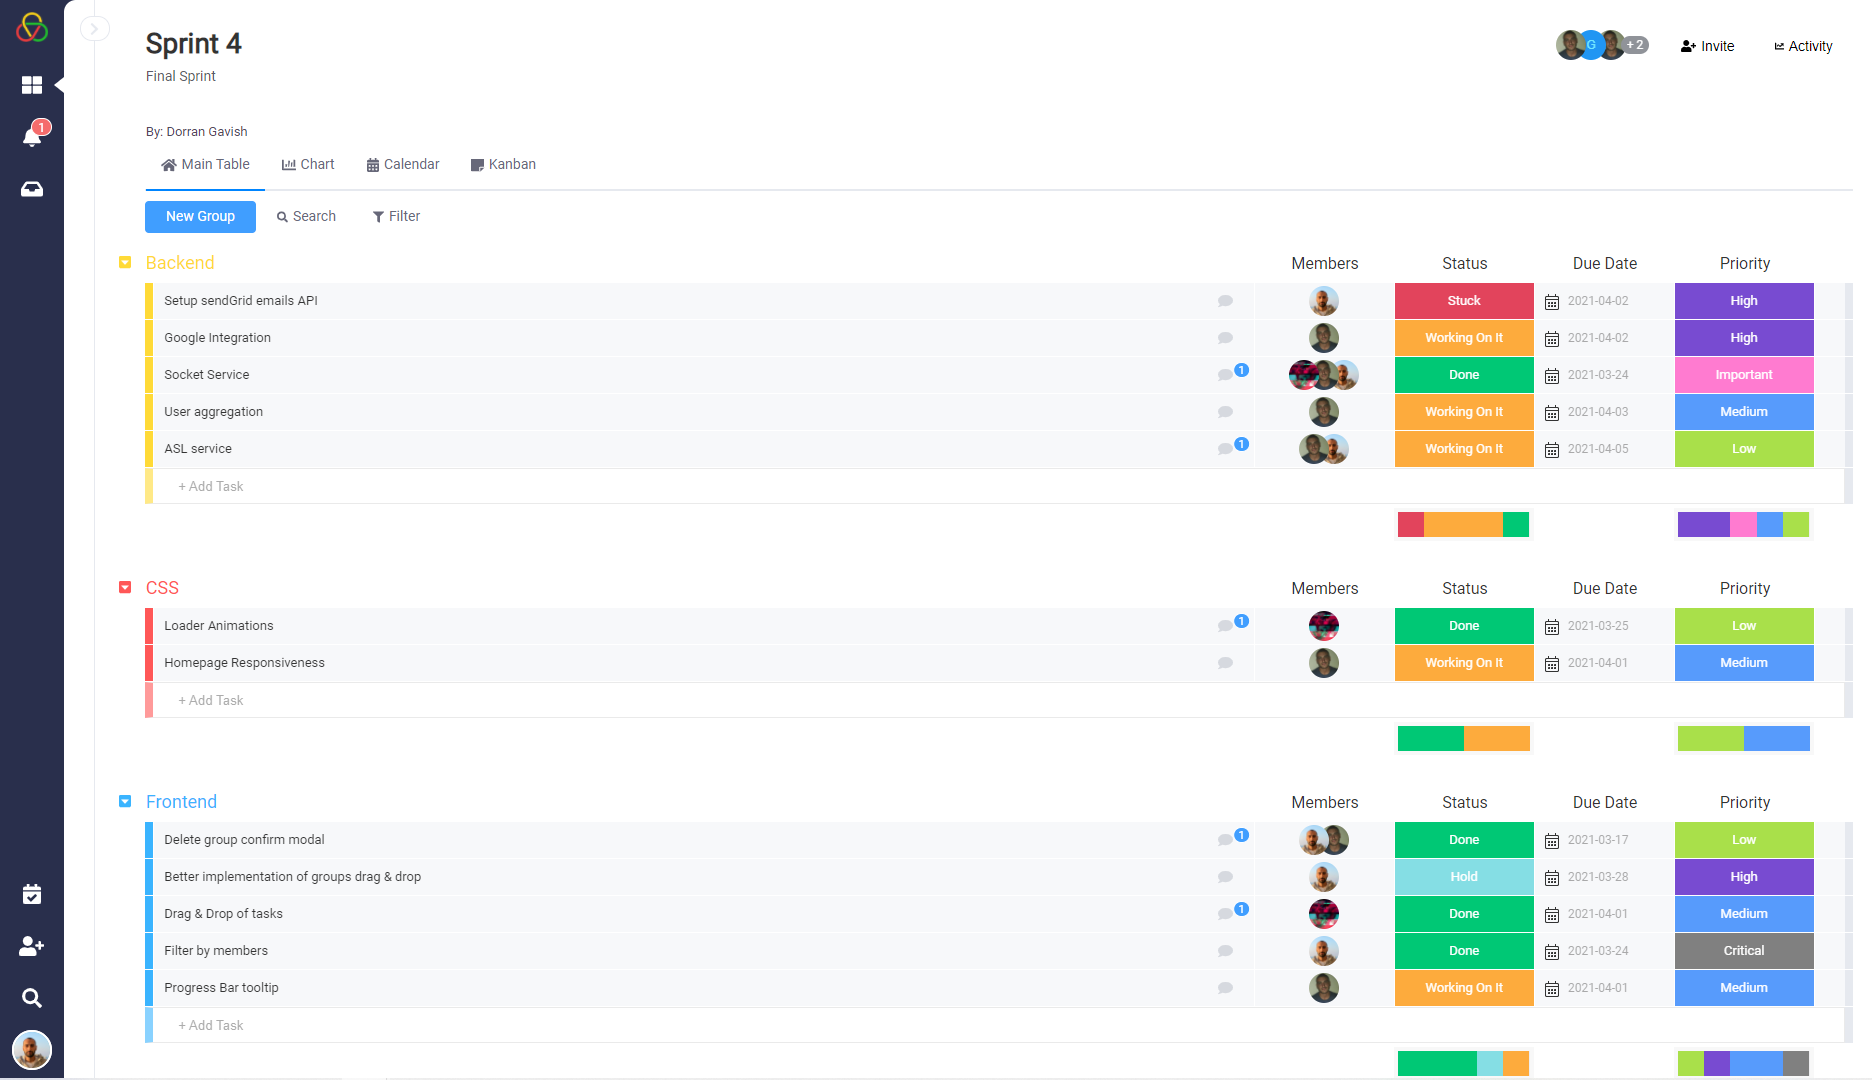 Sprint 4
G
+ 2
Invite
Activity
Final Sprint
1
By: Dorran Gavish
Main Table
Chart
Calendar
Kanban
New Group
Search
Filter
Backend
Members
Status
Due Date
Priority
Setup sendGrid emails API
Stuck
2021-04-02
High
Google Integration
Working On It
2021-04-02
High
Socket Service
1
Done
2021-03-24
Important
User aggregation
Working On It
2021-04-03
Medium
ASL service
1
Working On It
2021-04-05
Low
+ Add Task
CSS
Members
Status
Due Date
Priority
Loader Animations
1
Done
2021-03-25
Low
Homepage Responsiveness
Working On It
2021-04-01
Medium
+ Add Task
Frontend
Members
Status
Due Date
Priority
Delete group confirm modal
1
Done
2021-03-17
Low
Better implementation of groups drag & drop
Hold
2021-03-28
High
Drag & Drop of tasks
1
Done
2021-04-01
Medium
Filter by members
Done
2021-03-24
Critical
Progress Bar tooltip
Working On It
2021-04-01
Medium
+ Add Task